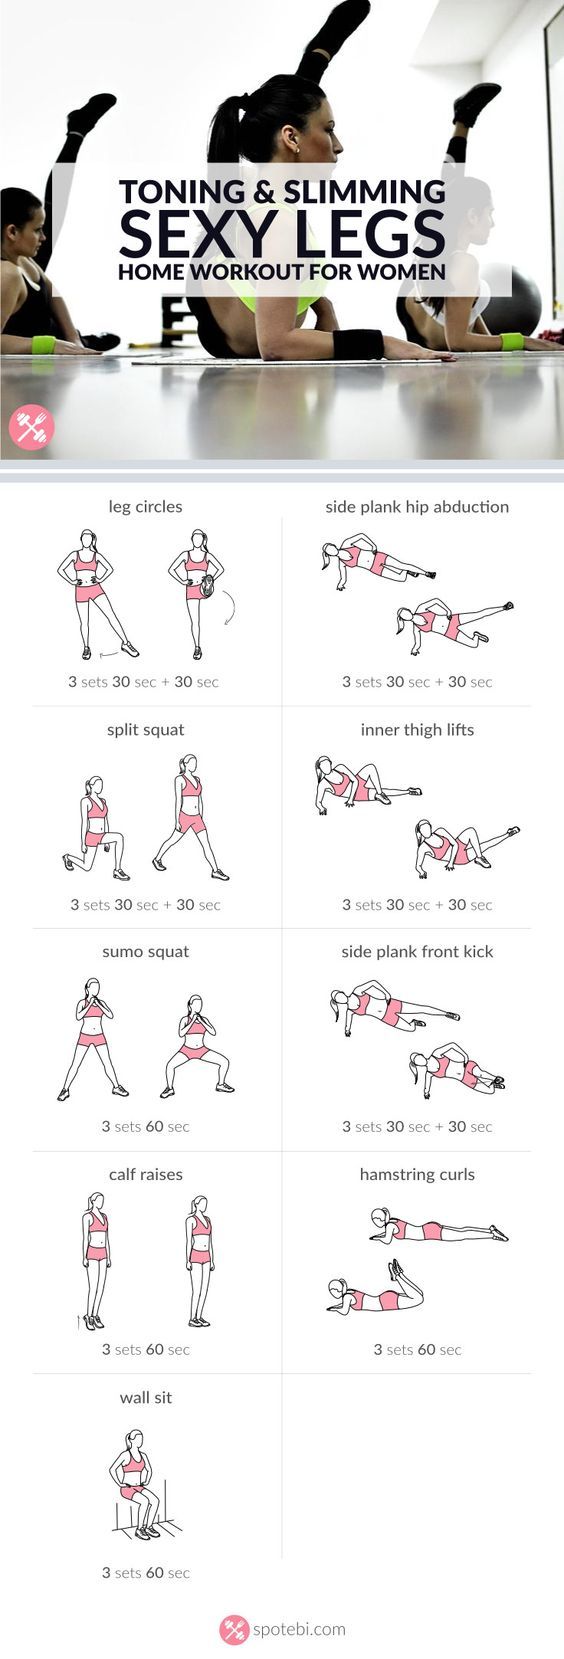 TONING & SLIMMING
SEXY LEGS
HOME WORKOUT FOR WOMEN
leg circles
3 sets 30 sec + 30 sec
side plank hip abduction
3 sets 30 sec + 30 sec
split squat
3 sets 30 sec + 30 sec
inner thigh lifts
3 sets 30 sec + 30 sec
sumo squat
3 sets 60 sec
side plank front kick
3 sets 30 sec + 30 sec
calf raises
3 sets 60 sec
hamstring curls
3 sets 60 sec
wall sit
3 sets 60 sec
spotebi.com